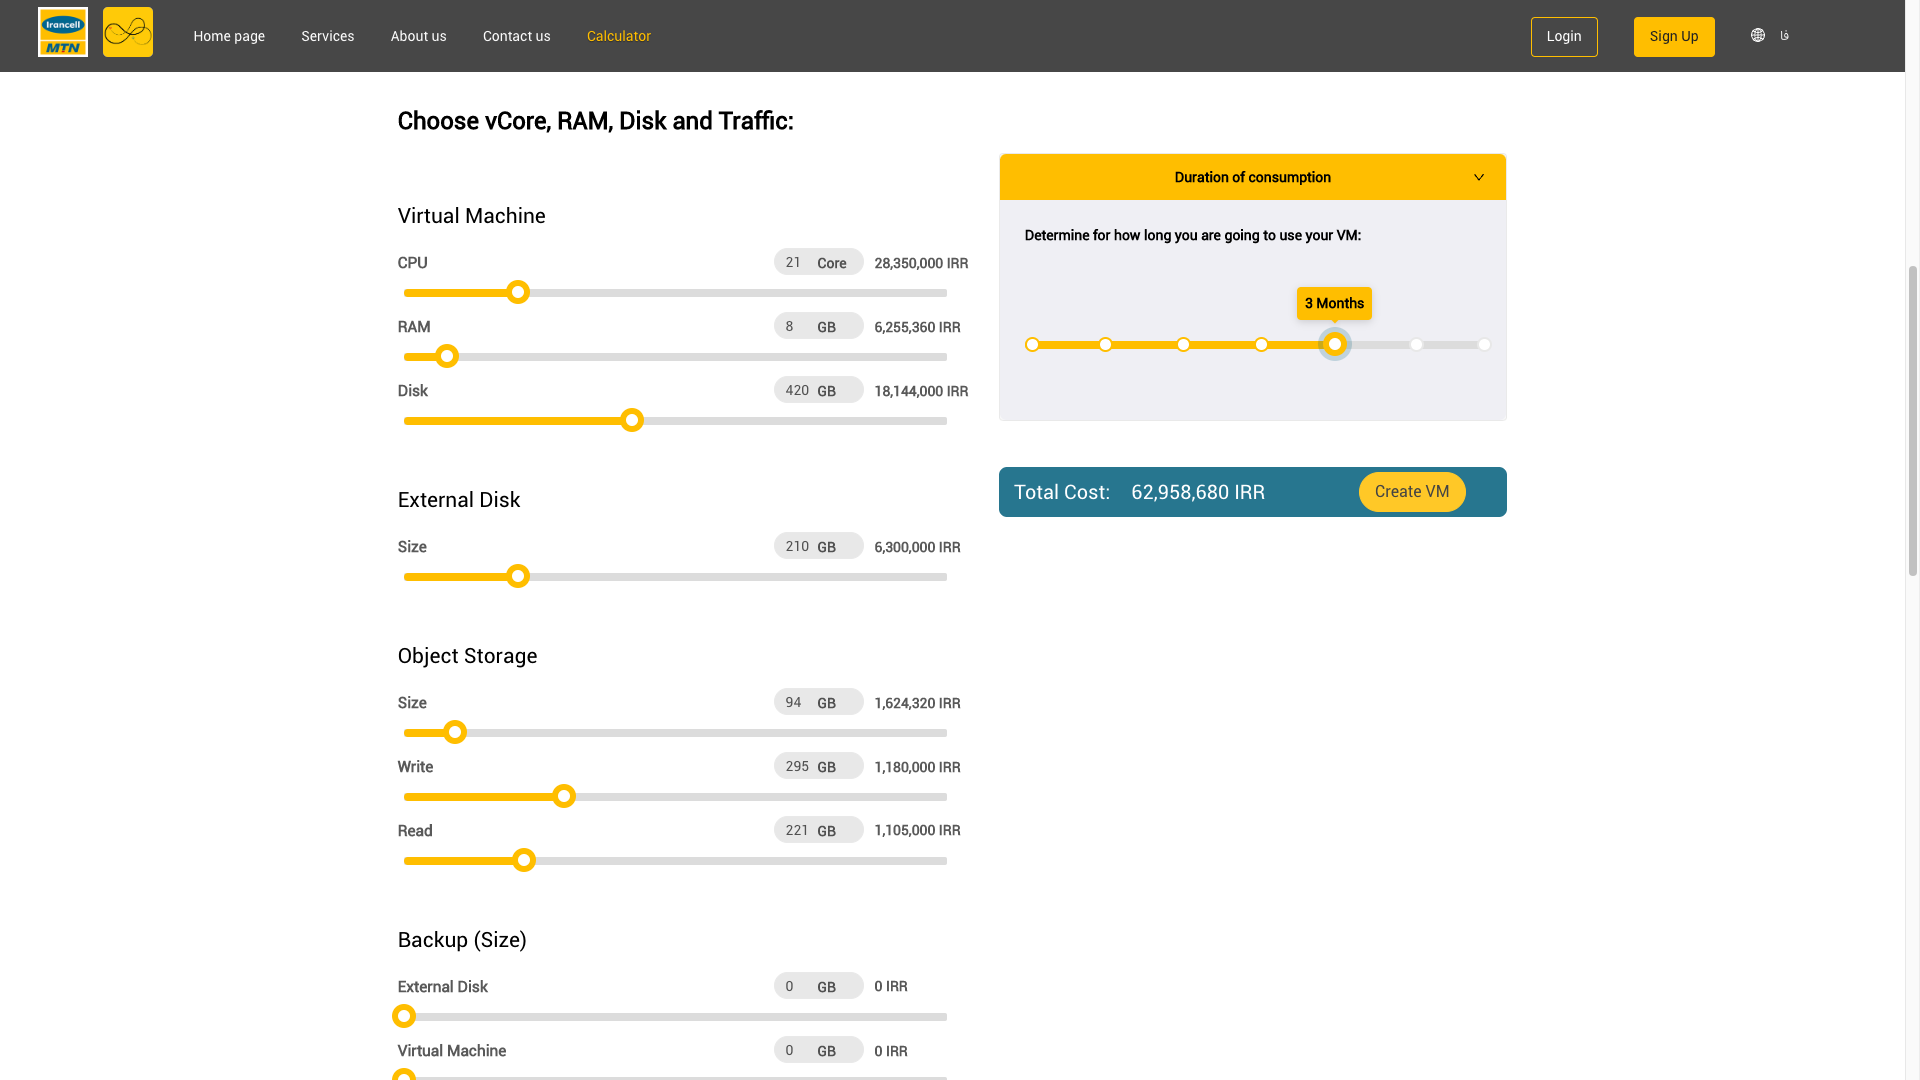 Irancell
MTN
Home page
Services
About us
Contact us
Calculator
Login
Sign Up
فا
Choose vCore, RAM, Disk and Traffic:
Virtual Machine
CPU
21 Core 28,350,000 IRR
RAM
8 GB 6,255,360 IRR
Disk
420 GB 18,144,000 IRR
External Disk
Size
210 GB 6,300,000 IRR
Object Storage
Size
94 GB 1,624,320 IRR
Write
295 GB 1,180,000 IRR
Read
221 GB 1,105,000 IRR
Backup (Size)
External Disk
0 GB 0 IRR
Virtual Machine
0 GB 0 IRR
Duration of consumption
Determine for how long you are going to use your VM:
3 Months
Total Cost: 62,958,680 IRR
Create VM